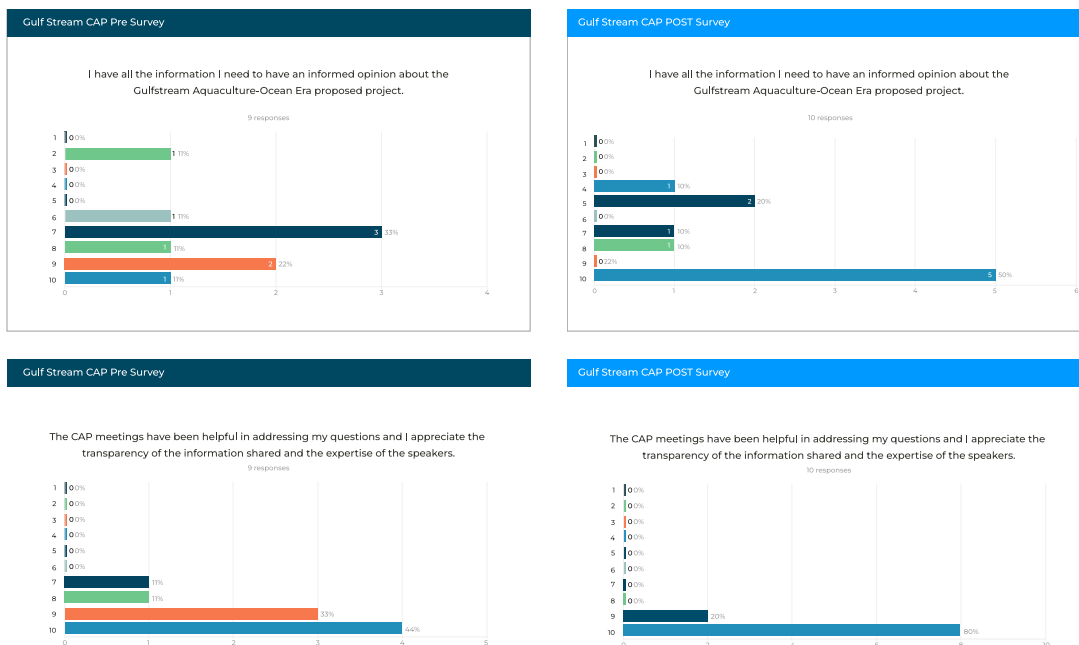 Gulf Stream CAP Pre Survey
I have all the information I need to have an informed opinion about the
Gulfstream Aquaculture-Ocean Era proposed project.
9 responses
1 0 0%
2 1 11%
3 0 0%
4 0 0%
5 0 0%
6 1 11%
7 3 33%
8 1 11%
9 2 22%
10 1 11%
0 1 2 3 4
Gulf Stream CAP POST Survey
I have all the information I need to have an informed opinion about the
Gulfstream Aquaculture-Ocean Era proposed project.
10 responses
1 0 0%
2 0 0%
3 0 0%
4 1 10%
5 2 20%
6 0 0%
7 1 10%
8 1 10%
9 0 22%
10 5 50%
0 1 2 3 4 5 6
Gulf Stream CAP Pre Survey
The CAP meetings have been helpful in addressing my questions and I appreciate the
transparency of the information shared and the expertise of the speakers.
9 responses
1 0 0%
2 0 0%
3 0 0%
4 0 0%
5 0 0%
6 0 0%
7 11%
8 11%
9 33%
10 44%
0 1 2 3 4 5
Gulf Stream CAP POST Survey
The CAP meetings have been helpful in addressing my questions and I appreciate the
transparency of the information shared and the expertise of the speakers.
10 responses
1 0 0%
2 0 0%
3 0 0%
4 0 0%
5 0 0%
6 0 0%
7 0 0%
8 0 0%
9 20%
10 80%
0 2 4 6 8 10